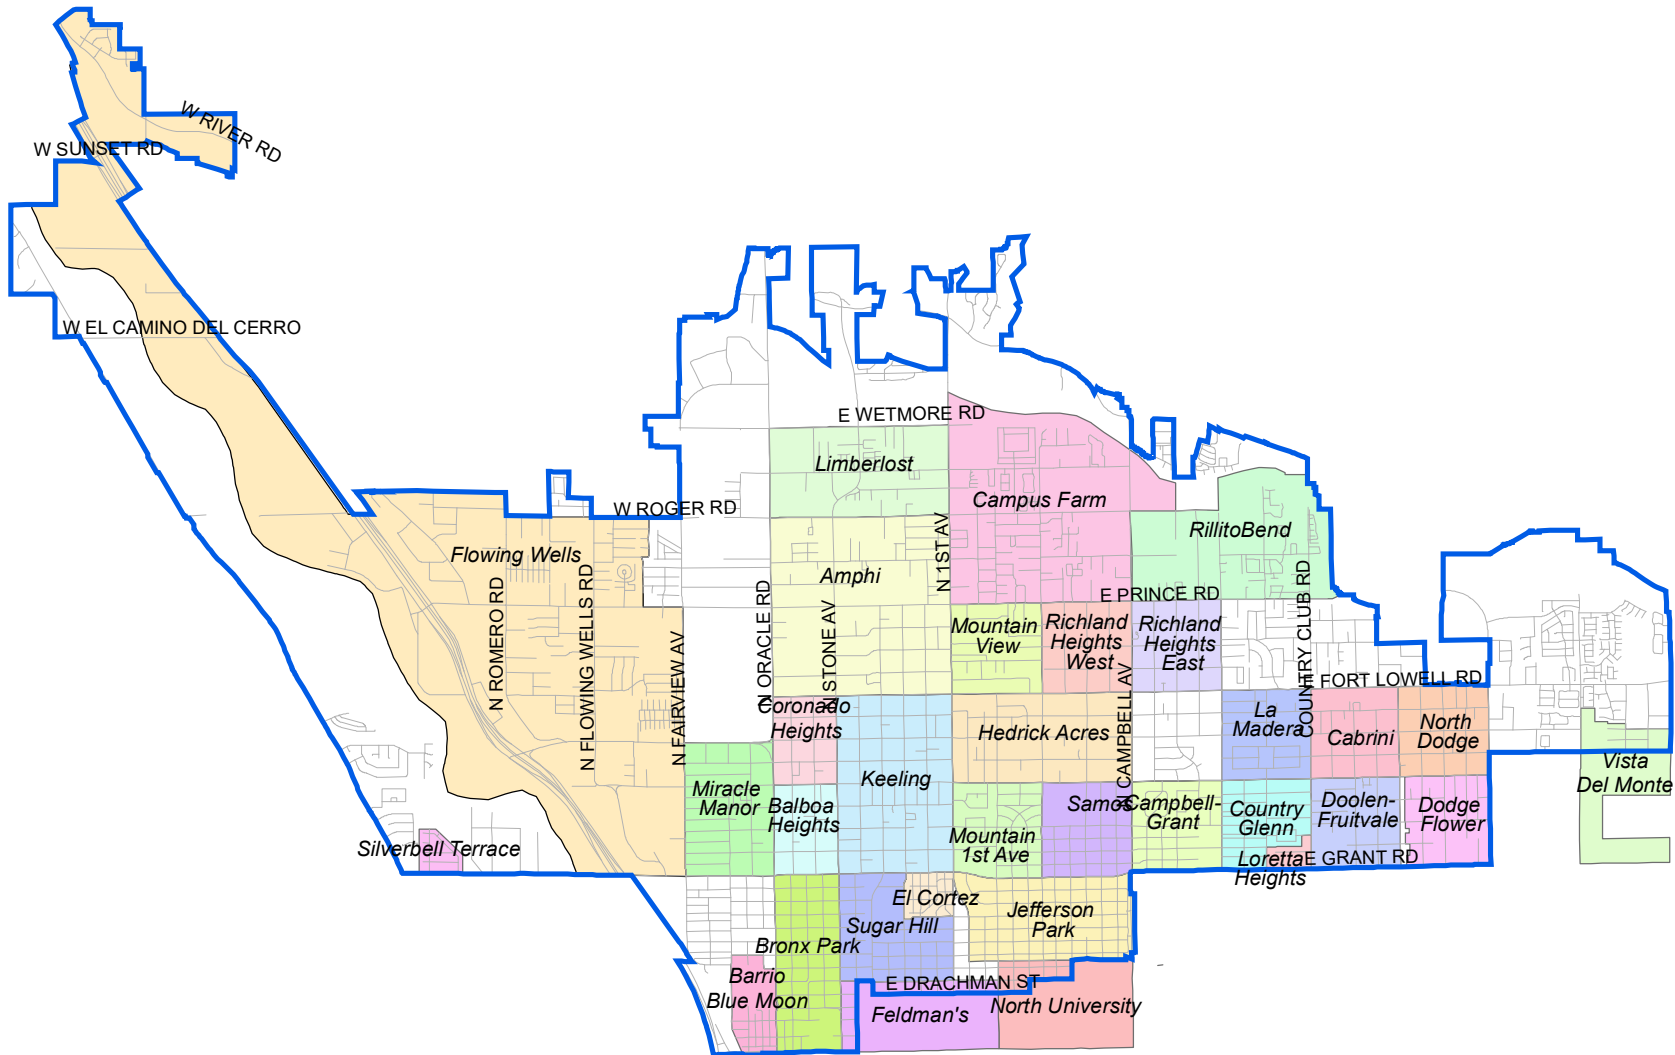 W RIVER RD
W SUNSET RD
W EL CAMINO DEL CERRO
E WETMORE RD
Limberlost
Campus Farm
W ROGER RD
RillitoBend
Flowing Wells
Amphi
N 1ST AV
E PRINCE RD
N ROMERO RD
N FLOWING WELLS RD
N FAIRVIEW AV
N ORACLE RD
N STONE AV
Mountain
View
Richland
Heights
West
Richland
Heights
East
N CAMPBELL AV
COUNTRY CLUB RD
E FORT LOWELL RD
Coronado
Heights
Hedrick Acres
La
Madera
Cabrini
North
Dodge
Keeling
Vista
Del Monte
Miracle
Manor
Balboa
Heights
Samos
Campbell-
Grant
Country
Glenn
Doolen-
Fruitvale
Dodge
Flower
Mountain
1st Ave
Silverbell Terrace
Loretta
Heights
E GRANT RD
El Cortez
Sugar Hill
Jefferson
Park
Bronx Park
Barrio
Blue Moon
E DRACHMAN ST
Feldman's
North University